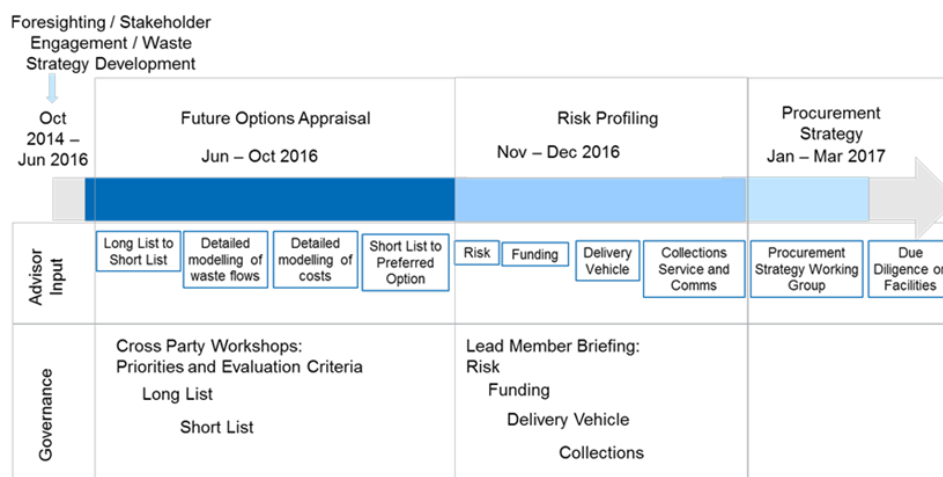 Foresighting / Stakeholder
Engagement / Waste
Strategy Development
Oct
2014 –
Jun 2016
Future Options Appraisal
Jun – Oct 2016
Risk Profiling
Nov – Dec 2016
Procurement
Strategy
Jan – Mar 2017
Advisor
Input
Long List to
Short List
Detailed
modelling of
waste flows
Detailed
modelling of
costs
Short List to
Preferred
Option
Risk
Funding
Delivery
Vehicle
Collections
Service and
Comms
Procurement
Strategy Working
Group
Due
Diligence on
Facilities
Governance
Cross Party Workshops:
Priorities and Evaluation Criteria
Long List
Short List
Lead Member Briefing:
Risk
Funding
Delivery Vehicle
Collections